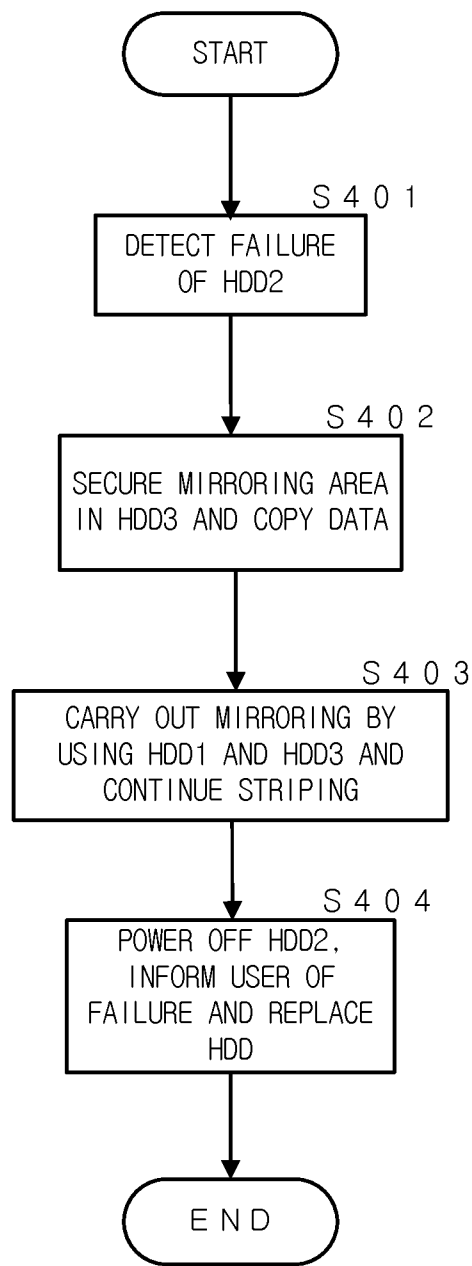 START
S401
DETECT FAILURE
OF HDD2
S402
SECURE MIRRORING AREA
IN HDD3 AND COPY DATA
S403
CARRY OUT MIRRORING BY
USING HDD1 AND HDD3 AND
CONTINUE STRIPING
S404
POWER OFF HDD2,
INFORM USER OF
FAILURE AND REPLACE
HDD
END